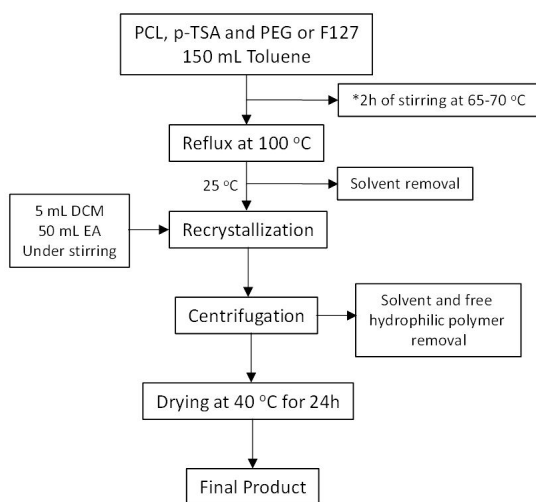 PCL, p-TSA and PEG or F127
150 mL Toluene
*2h of stirring at 65-70 °C
Reflux at 100 °C
25 °C
Solvent removal
5 mL DCM
50 mL EA
Under stirring
Recrystallization
Centrifugation
Solvent and free
hydrophilic polymer
removal
Drying at 40 °C for 24h
Final Product